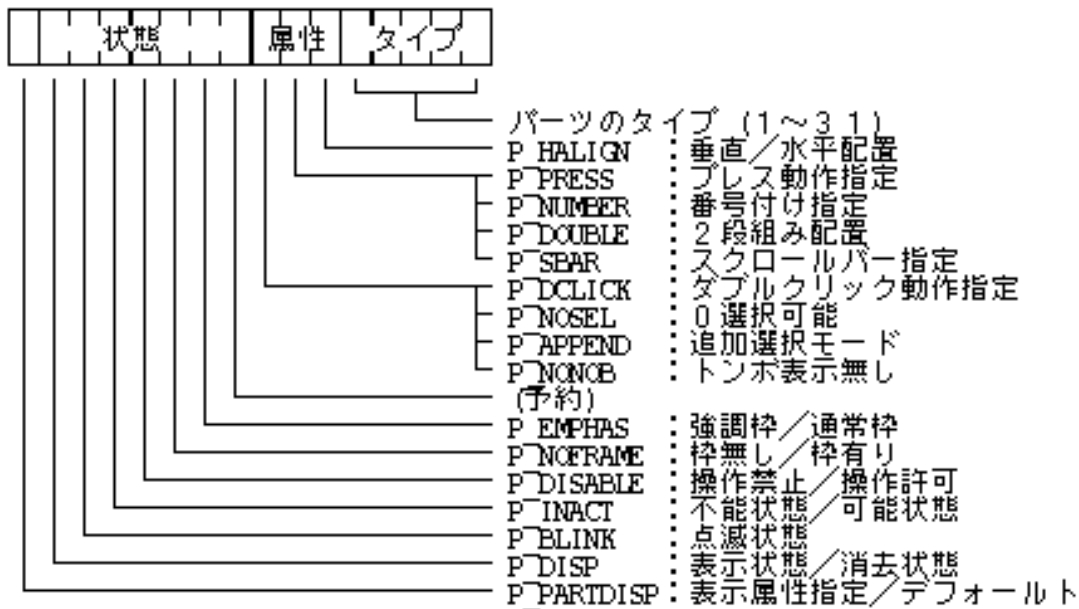 状態 属性 タイプ
パーツのタイプ (1～31)
P_HALIGN :垂直／水平配置
P_PRESS :プレス動作指定
P_NUMBER :番号付け指定
P_DOUBLE :2段組み配置
P_SBAR :スクロールバー指定
P_DCLICK :ダブルクリック動作指定
P_NOSEL :0選択可能
P_APPEND :追加選択モード
P_NONOB :トンボ表示無し
(予約)
P_EMPHAS :強調枠／通常枠
P_NOFRAME :枠無し／枠有り
P_DISABLE :操作禁止／操作許可
P_INACT :不能状態／可能状態
P_BLINK :点滅状態
P_DISP :表示状態／消去状態
P_PARTDISP :表示属性指定／デフォールト